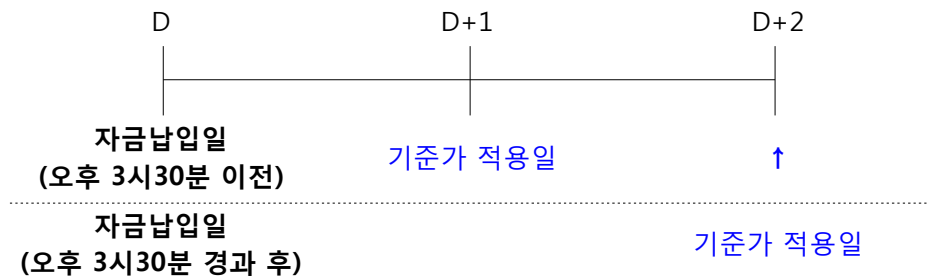 D D+1 D+2
자금납입일
(오후 3시30분 이전)
기준가 적용일
↑
자금납입일
(오후 3시30분 경과 후)
기준가 적용일